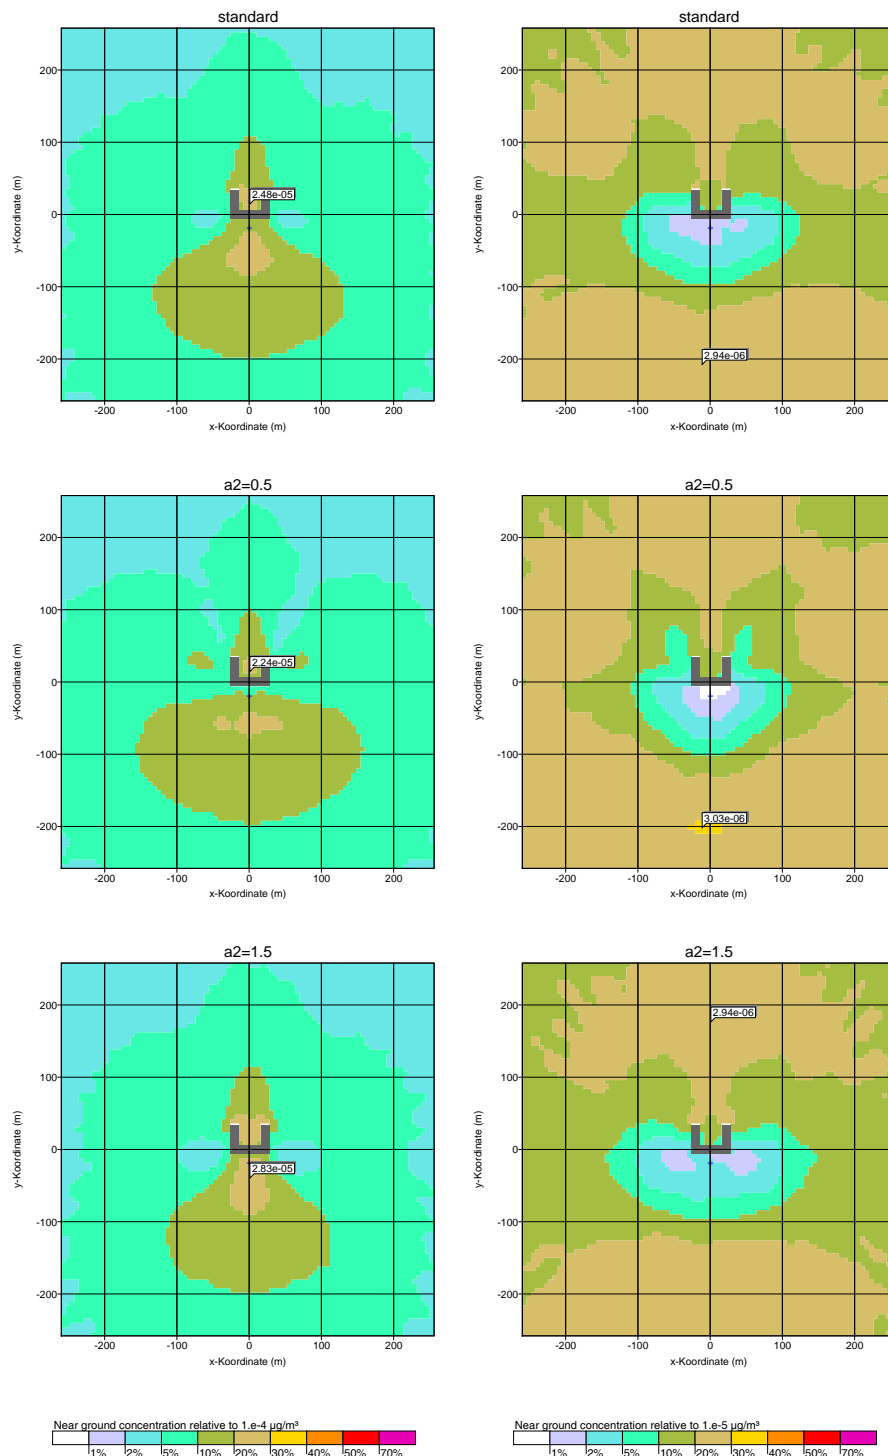 standard
200
100
0
-100
-200
y-Koordinate (m)
2.48e-05
-200 -100 0 100 200
x-Koordinate (m)
standard
200
100
0
-100
-200
y-Koordinate (m)
2.94e-06
-200 -100 0 100 200
x-Koordinate (m)
a2=0.5
200
100
0
-100
-200
y-Koordinate (m)
2.24e-05
-200 -100 0 100 200
x-Koordinate (m)
a2=0.5
200
100
0
-100
-200
y-Koordinate (m)
3.03e-06
-200 -100 0 100 200
x-Koordinate (m)
a2=1.5
200
100
0
-100
-200
y-Koordinate (m)
2.83e-05
-200 -100 0 100 200
x-Koordinate (m)
a2=1.5
200
100
0
-100
-200
y-Koordinate (m)
2.94e-06
-200 -100 0 100 200
x-Koordinate (m)
Near ground concentration relative to 1.e-4 µg/m³
1% 2% 5% 10% 20% 30% 40% 50% 70%
Near ground concentration relative to 1.e-5 µg/m³
1% 2% 5% 10% 20% 30% 40% 50% 70%